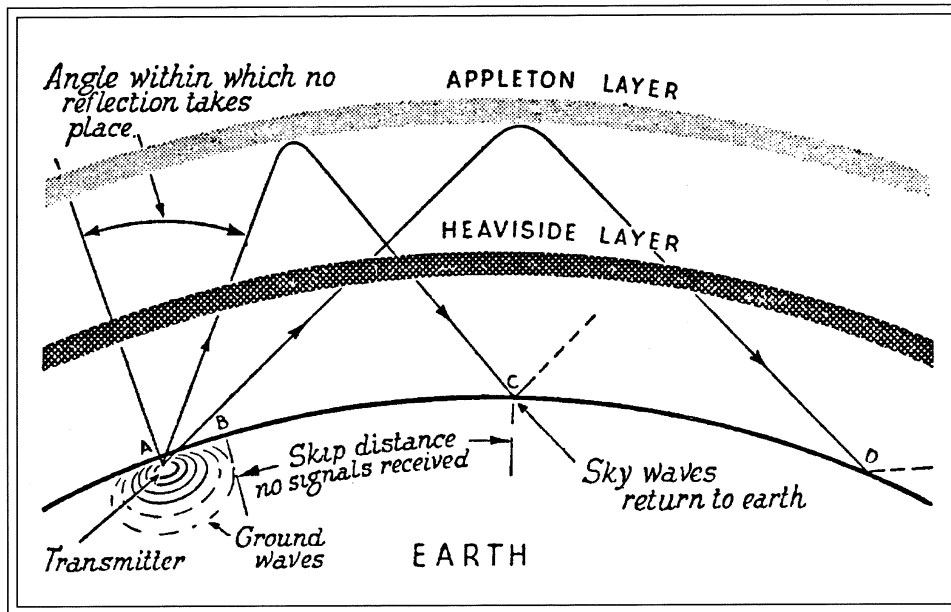 Angle within which no
reflection takes
place.
APPLETON LAYER
HEAVISIDE LAYER
A
B
C
D
Skip distance
no signals received
Sky waves
return to earth
Ground
waves
Transmitter
EARTH